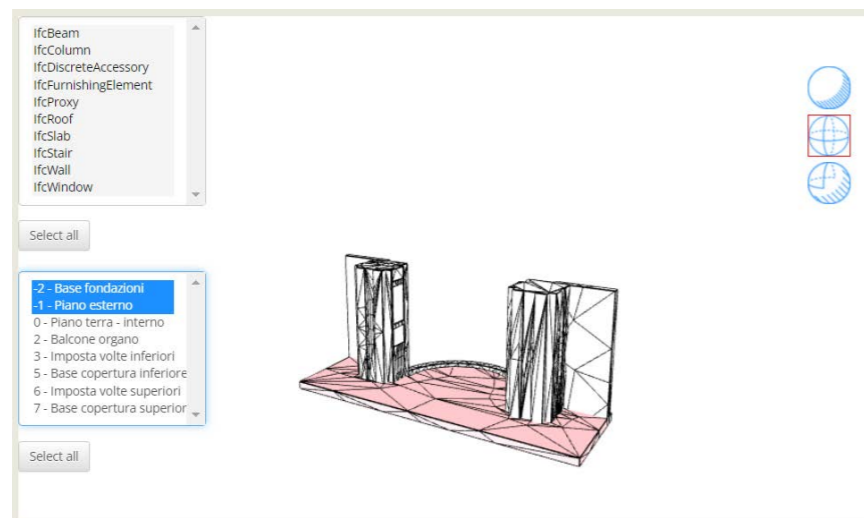 IfcBeam
IfcColumn
IfcDiscreteAccessory
IfcFurnishingElement
IfcProxy
IfcRoof
IfcSlab
IfcStair
IfcWall
IfcWindow
Select all
-2 - Base fondazioni
-1 - Piano esterno
0 - Piano terra - interno
2 - Balcone organo
3 - Imposta volte inferiori
5 - Base copertura inferiore
6 - Imposta volte superiori
7 - Base copertura superior
Select all